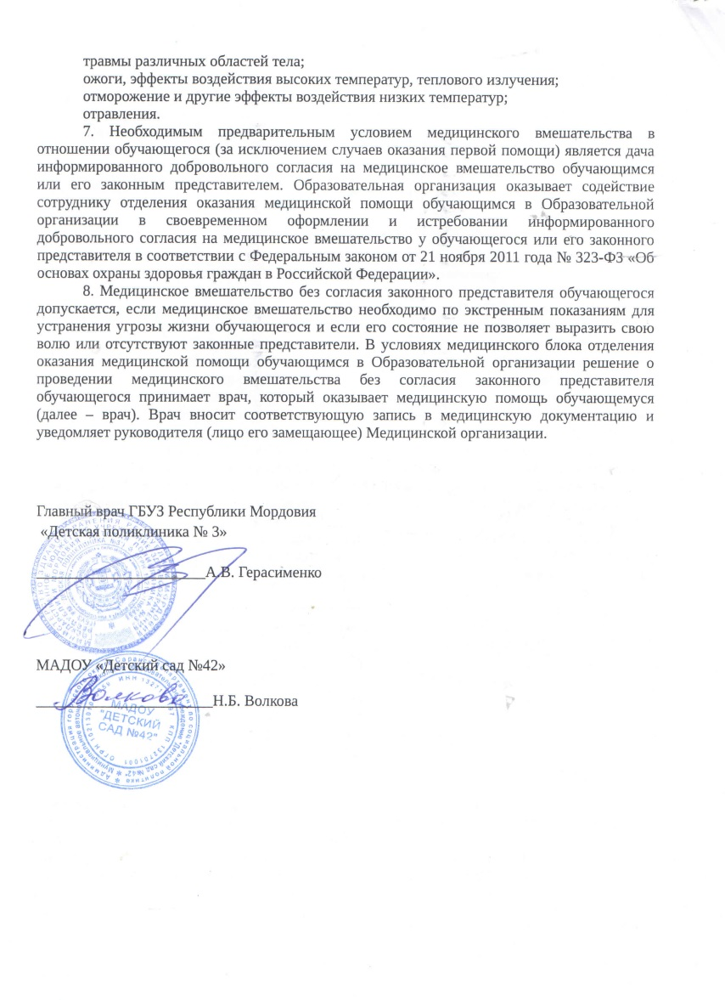 травмы различных областей тела;
ожоги, эффекты воздействия высоких температур, теплового излучения;
отморожение и другие эффекты воздействия низких температур;
отравления.
7. Необходимым предварительным условием медицинского вмешательства в
отношении обучающегося (за исключением случаев оказания первой помощи) является дача
информированного добровольного согласия на медицинское вмешательство обучающимся
или его законным представителем. Образовательная организация оказывает содействие
сотруднику отделения оказания медицинской помощи обучающимся в Образовательной
организации в своевременном оформлении и истребовании информированного
добровольного согласия на медицинское вмешательство у обучающегося или его законного
представителя в соответствии с Федеральным законом от 21 ноября 2011 года № 323-ФЗ «Об
основах охраны здоровья граждан в Российской Федерации».
8. Медицинское вмешательство без согласия законного представителя обучающегося
допускается, если медицинское вмешательство необходимо по экстренным показаниям для
устранения угрозы жизни обучающегося и если его состояние не позволяет выразить свою
волю или отсутствуют законные представители. В условиях медицинского блока отделения
оказания медицинской помощи обучающимся в Образовательной организации решение о
проведении медицинского вмешательства без согласия законного представителя
обучающегося принимает врач, который оказывает медицинскую помощь обучающемуся
(далее – врач). Врач вносит соответствующую запись в медицинскую документацию и
уведомляет руководителя (лицо его замещающее) Медицинской организации.
Главный врач ГБУЗ Республики Мордовия
«Детская поликлиника № 3»
А.В. Герасименко
МАДОУ «Детский сад №42»
Волкова
Н.Б. Волкова
МАДОУ
"ДЕТСКИЙ
САД №42"